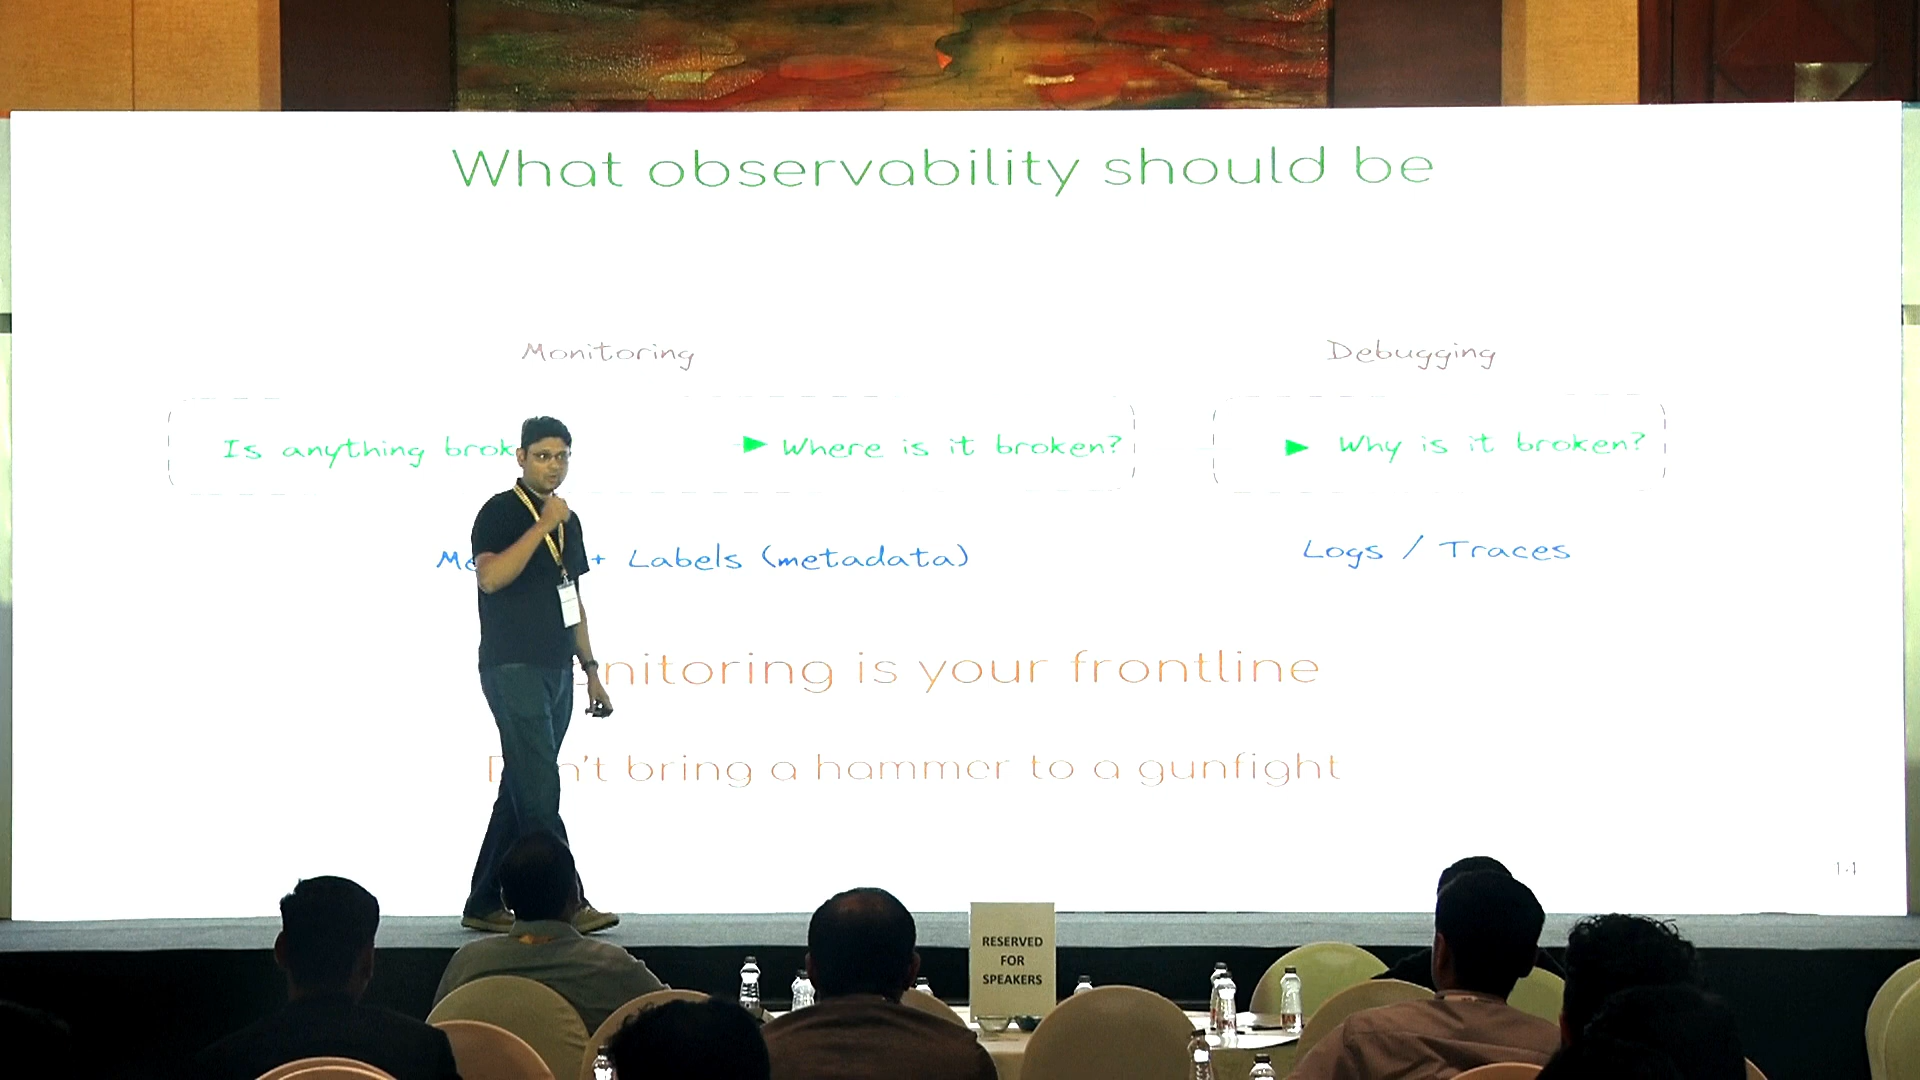 What observability should be
Monitoring
Debugging
Is anything brok
Where is it broken?
Why is it broken?
+ Labels (metadata)
Logs / Traces
nitoring is your frontline
n't bring a hammer to a gunfight
14
RESERVED
FOR
SPEAKERS